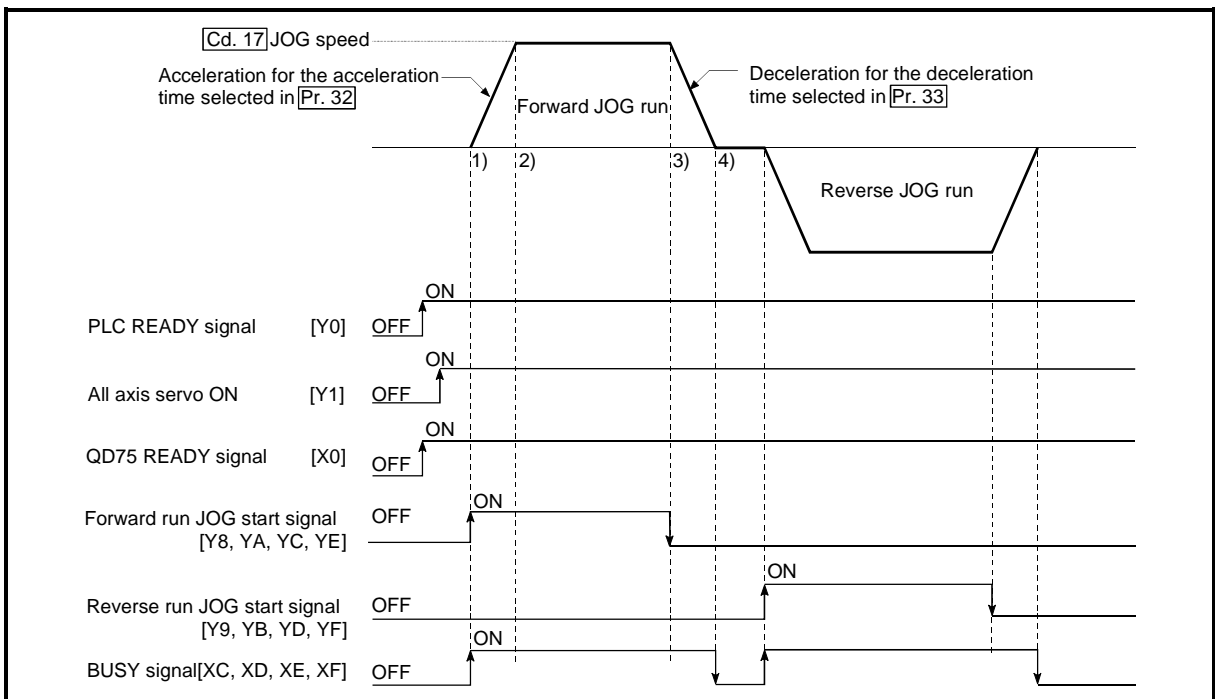 Cd. 17 JOG speed
Acceleration for the acceleration
time selected in Pr. 32
Deceleration for the deceleration
time selected in Pr. 33
Forward JOG run
1) 2) 3) 4)
Reverse JOG run
ON
PLC READY signal [Y0] OFF
ON
All axis servo ON [Y1] OFF
ON
QD75 READY signal [X0] OFF
ON
Forward run JOG start signal OFF
[Y8, YA, YC, YE]
ON
Reverse run JOG start signal OFF
[Y9, YB, YD, YF]
ON
BUSY signal[XC, XD, XE, XF] OFF